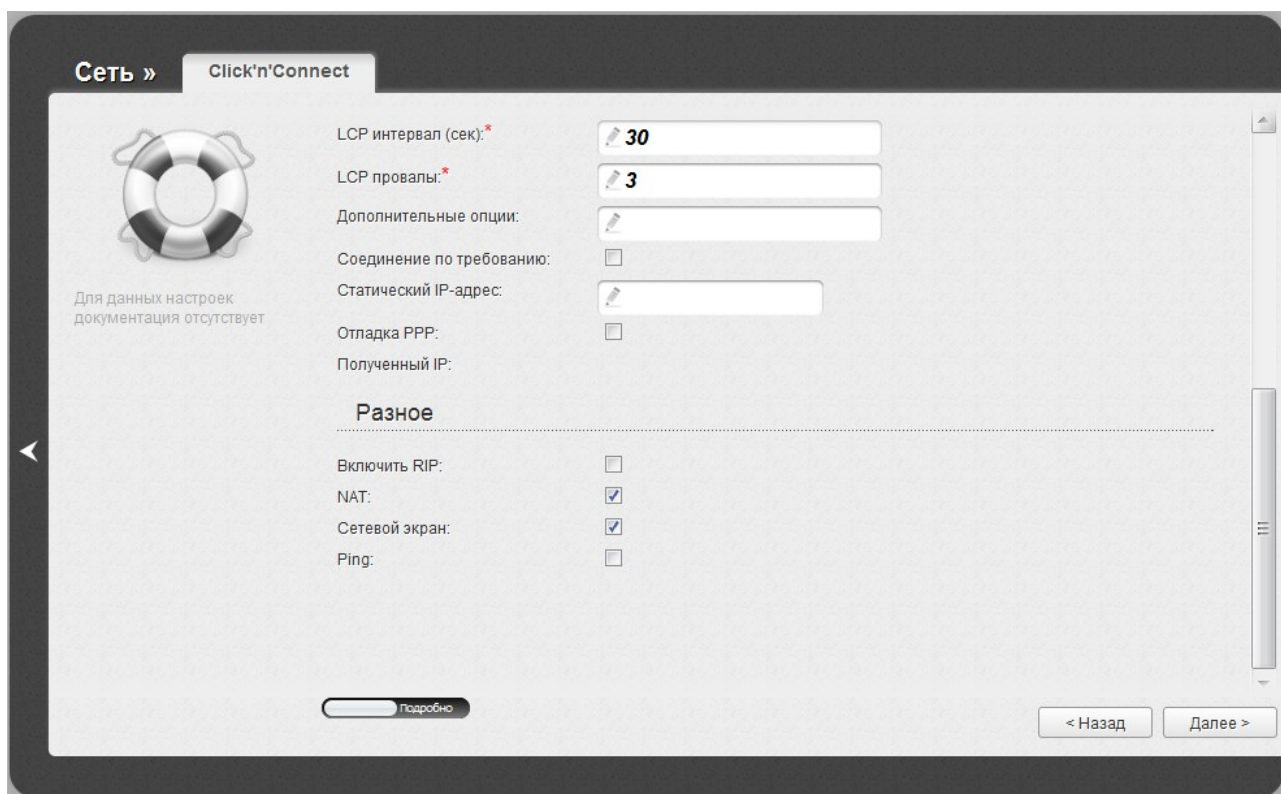 Сеть »
Click'n'Connect
Для данных настроек
документация отсутствует
LCP интервал (сек):*
30
LCP провалы:*
3
Дополнительные опции:
Соединение по требованию:
Статический IP-адрес:
Отладка PPP:
Полученный IP:
Разное
Включить RIP:
NAT:
Сетевой экран:
Ping:
Подробно
< Назад
Далее >